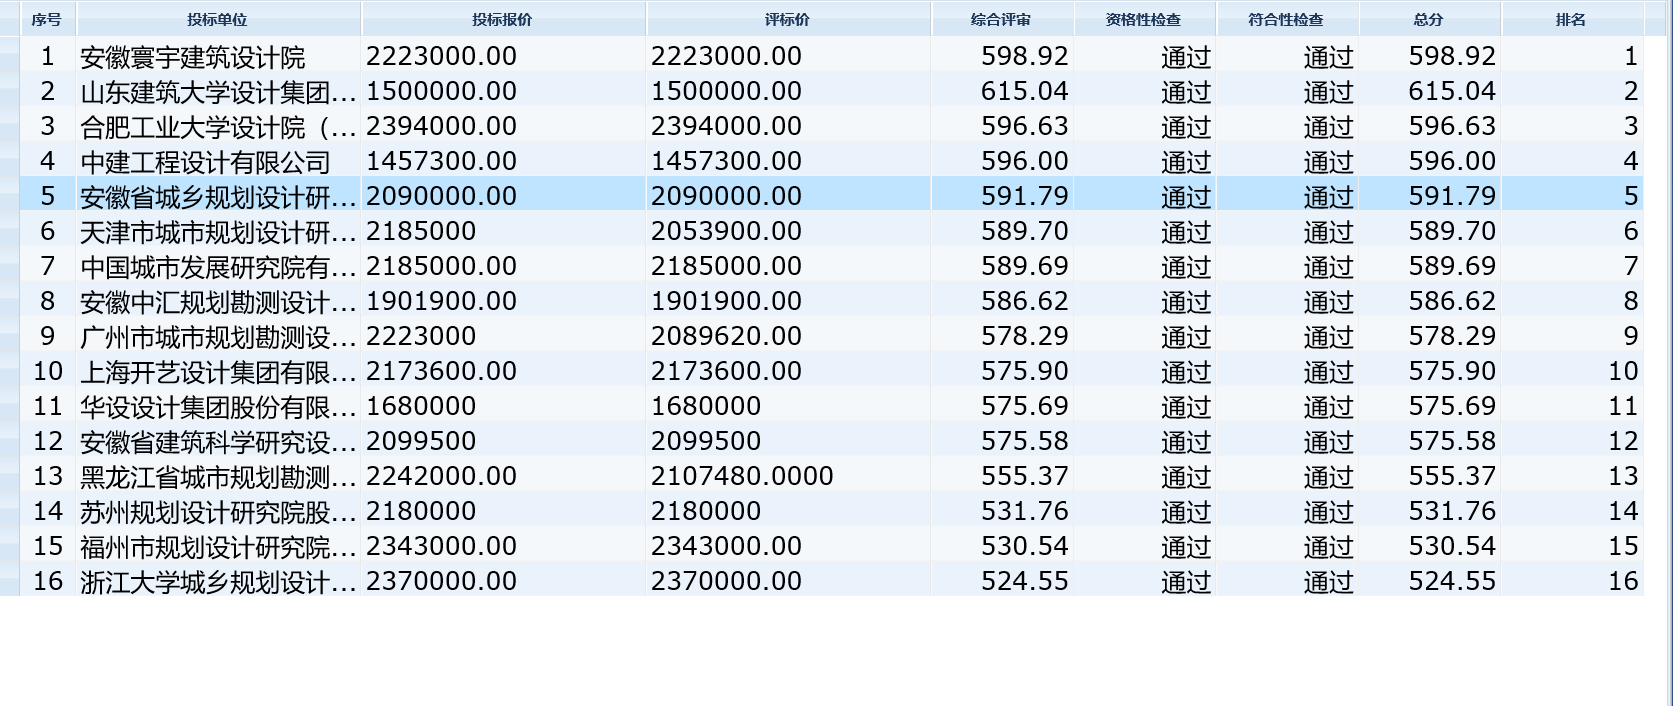 序号 投标单位 投标报价 评标价 综合评审 资格性检查 符合性检查 总分 排名
1 安徽寰宇建筑设计院 2223000.00 2223000.00 598.92 通过 通过 598.92 1
2 山东建筑大学设计集团... 1500000.00 1500000.00 615.04 通过 通过 615.04 2
3 合肥工业大学设计院（... 2394000.00 2394000.00 596.63 通过 通过 596.63 3
4 中建工程设计有限公司 1457300.00 1457300.00 596.00 通过 通过 596.00 4
5 安徽省城乡规划设计研... 2090000.00 2090000.00 591.79 通过 通过 591.79 5
6 天津市城市规划设计研... 2185000 2053900.00 589.70 通过 通过 589.70 6
7 中国城市发展研究院有... 2185000.00 2185000.00 589.69 通过 通过 589.69 7
8 安徽中汇规划勘测设计... 1901900.00 1901900.00 586.62 通过 通过 586.62 8
9 广州市城市规划勘测设... 2223000 2089620.00 578.29 通过 通过 578.29 9
10 上海开艺设计集团有限... 2173600.00 2173600.00 575.90 通过 通过 575.90 10
11 华设设计集团股份有限... 1680000 1680000 575.69 通过 通过 575.69 11
12 安徽省建筑科学研究设... 2099500 2099500 575.58 通过 通过 575.58 12
13 黑龙江省城市规划勘测... 2242000.00 2107480.0000 555.37 通过 通过 555.37 13
14 苏州规划设计研究院股... 2180000 2180000 531.76 通过 通过 531.76 14
15 福州市规划设计研究院... 2343000.00 2343000.00 530.54 通过 通过 530.54 15
16 浙江大学城乡规划设计... 2370000.00 2370000.00 524.55 通过 通过 524.55 16